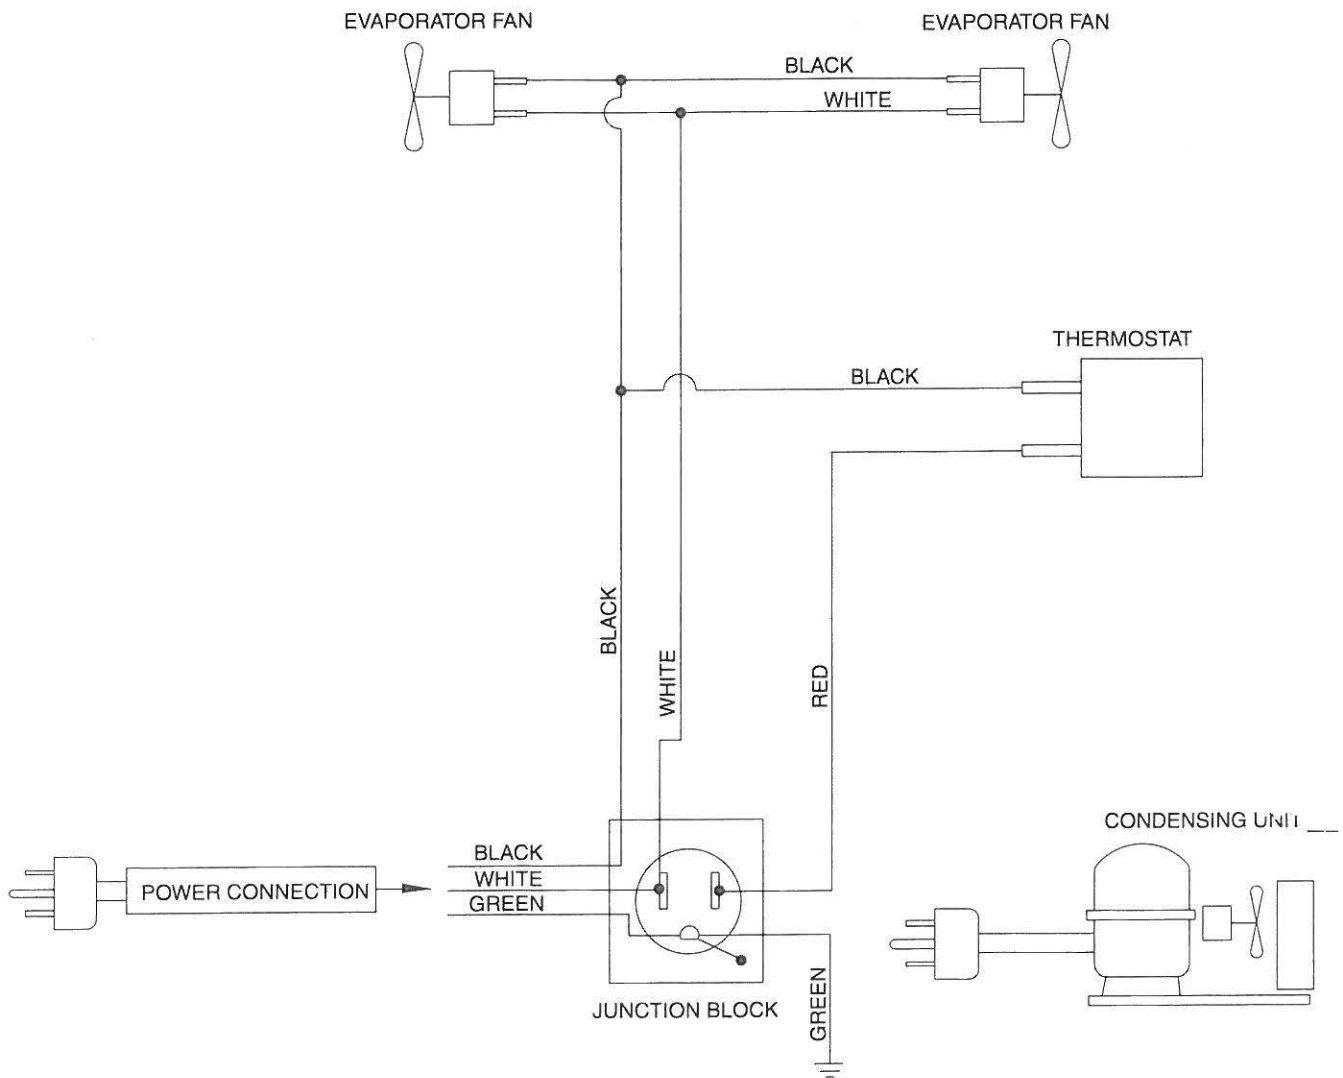 EVAPORATOR FAN
EVAPORATOR FAN
BLACK
WHITE
THERMOSTAT
BLACK
BLACK
WHITE
RED
CONDENSING UNIT
BLACK
WHITE
GREEN
POWER CONNECTION
JUNCTION BLOCK
GREEN